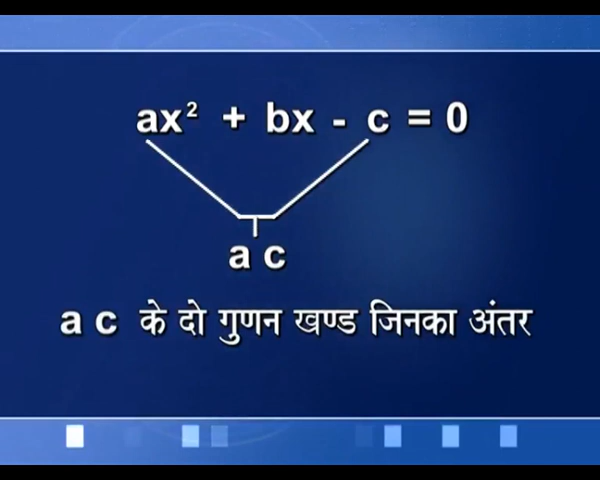 ax² + bx - c = 0
a c
a c के दो गुणन खण्ड जिनका अंतर